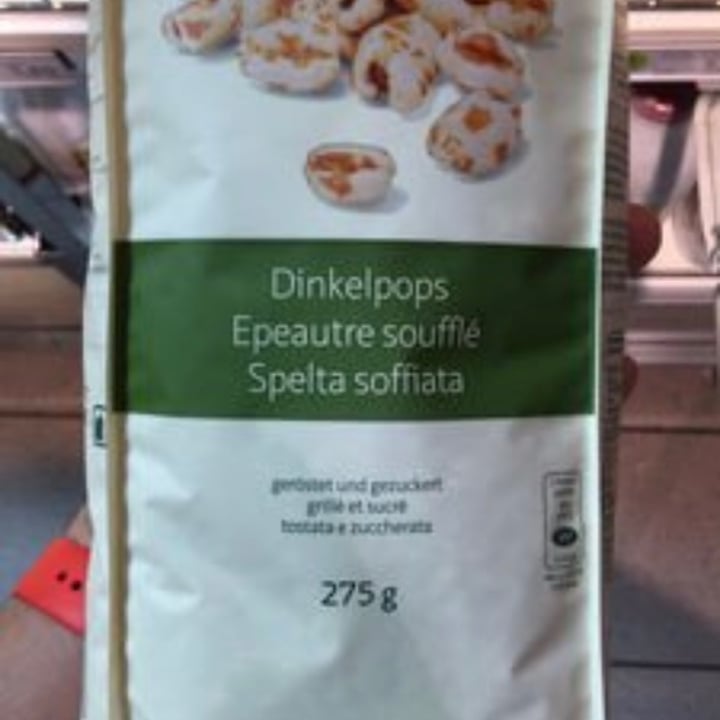 Dinkelpops
Epeautre soufflé
Spelta soffiata
geröstet und gezuckert
grillé et sucré
tostata e zuccherata
275 g